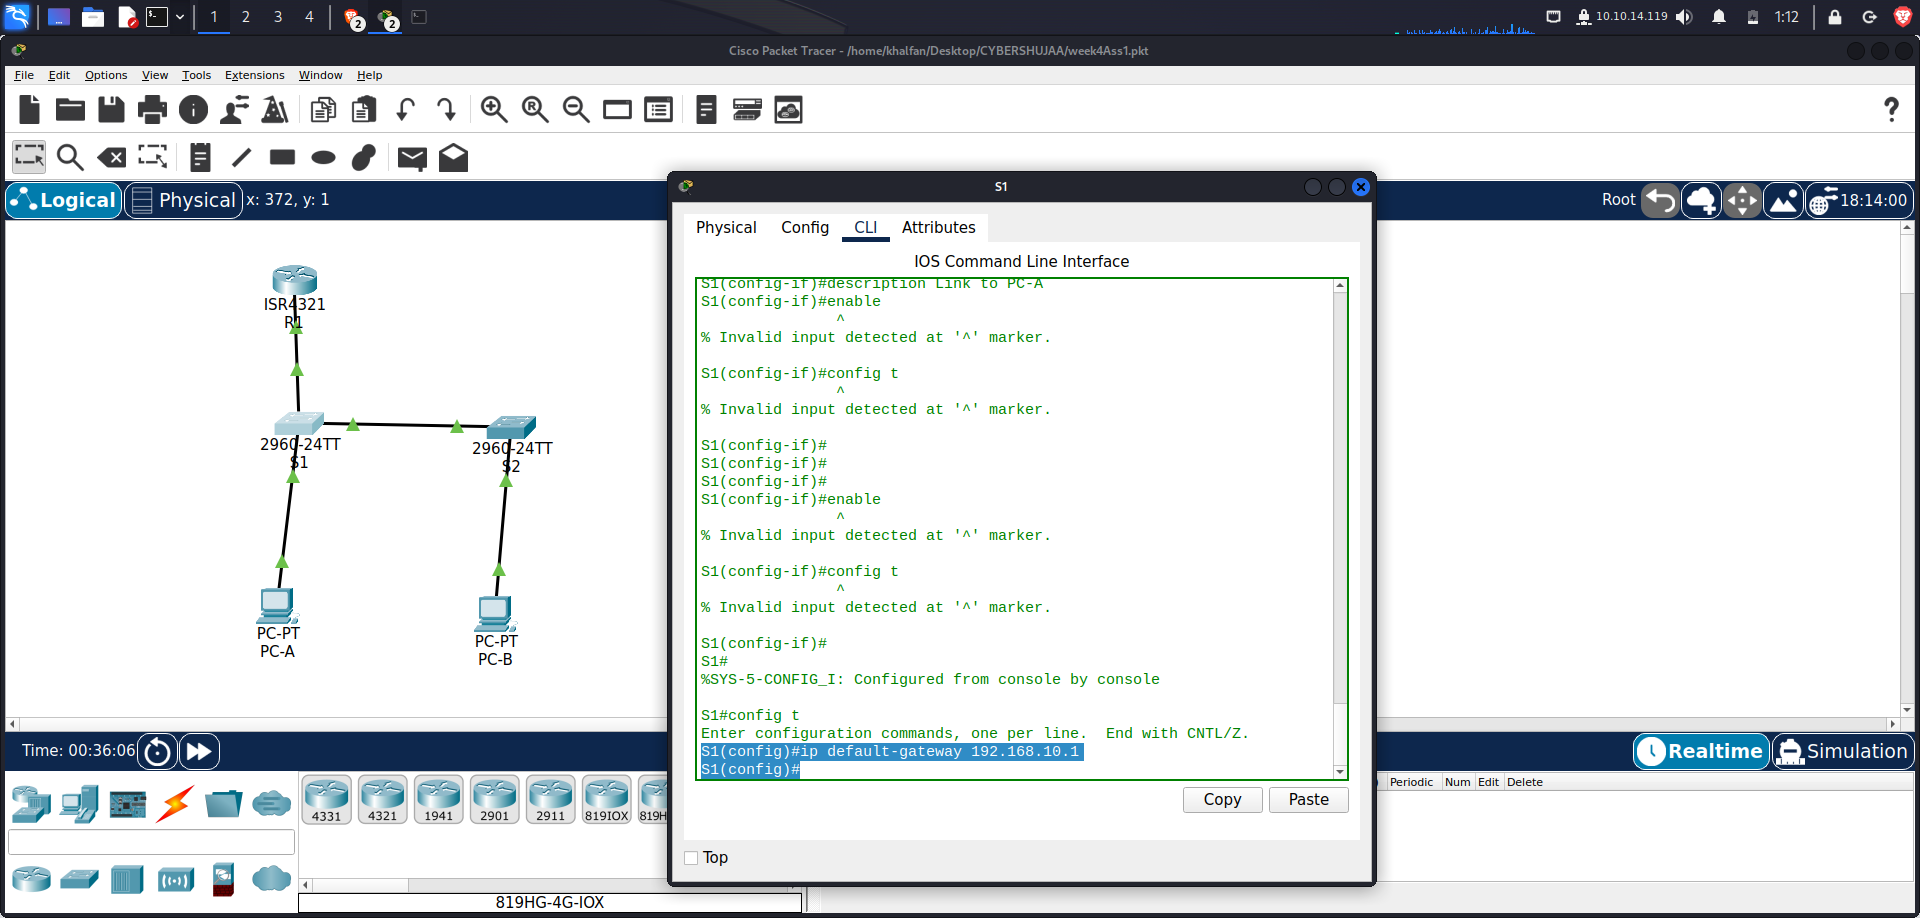 1
2
3
4
2
2
10.10.14.119
1:12
Cisco Packet Tracer - /home/khalfan/Desktop/CYBERSHUJAA/week4Ass1.pkt
File Edit Options View Tools Extensions Window Help
Logical
Physical
x: 372, y: 1
Root
18:14:00
ISR4321
R1
2960-24TT
S1
2960-24TT
S2
PC-PT
PC-A
PC-PT
PC-B
S1
Physical Config CLI Attributes
IOS Command Line Interface
S1(config-if)#description Link to PC-A
S1(config-if)#enable
^
% Invalid input detected at '^' marker.
S1(config-if)#config t
^
% Invalid input detected at '^' marker.
S1(config-if)#
S1(config-if)#
S1(config-if)#
S1(config-if)#enable
^
% Invalid input detected at '^' marker.
S1(config-if)#config t
^
% Invalid input detected at '^' marker.
S1(config-if)#
S1#
%SYS-5-CONFIG_I: Configured from console by console
S1#config t
Enter configuration commands, one per line.  End with CNTL/Z.
S1(config)#ip default-gateway 192.168.10.1
S1(config)#
Copy
Paste
Top
Time: 00:36:06
Realtime
Simulation
Periodic Num Edit Delete
4331
4321
1941
2901
2911
819IOX
819HG-4G-IOX